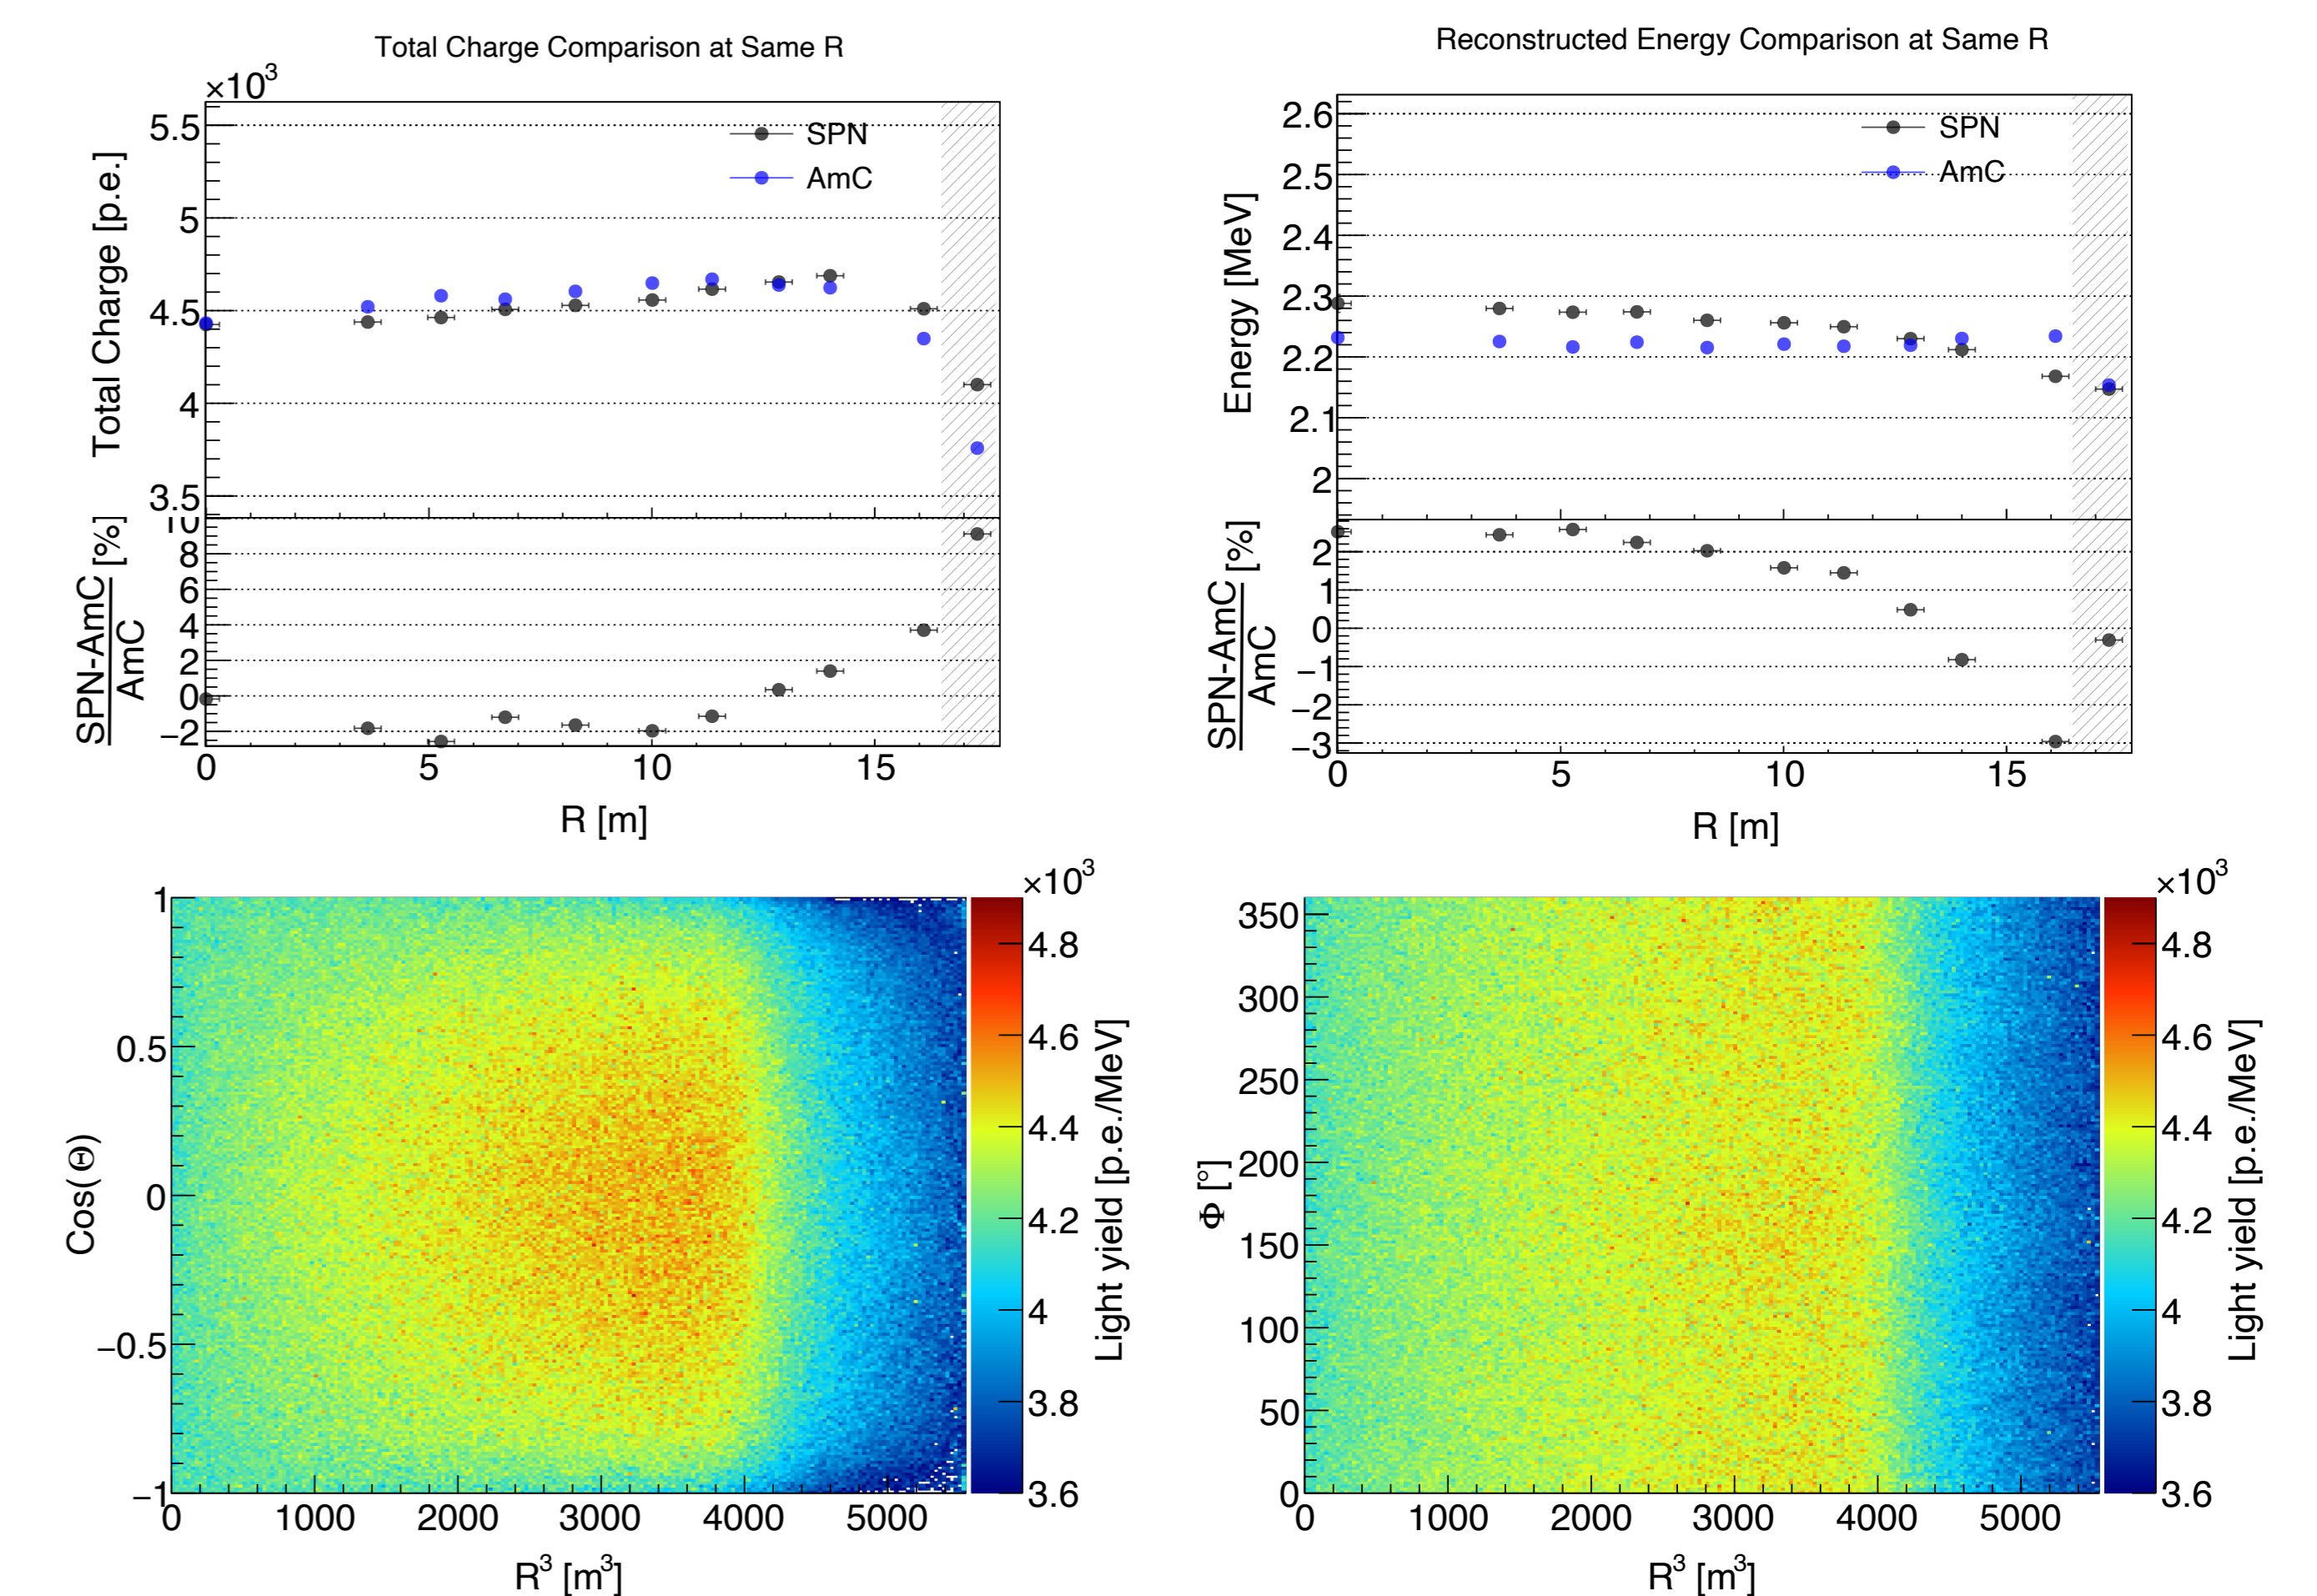 Total Charge Comparison at Same R
×10³
Total Charge [p.e.]
5.5
5
4.5
4
3.5
SPN
AmC
SPN-AmC
AmC
[%]
10
8
6
4
2
0
−2
0 5 10 15
R [m]
Reconstructed Energy Comparison at Same R
Energy [MeV]
2.6
2.5
2.4
2.3
2.2
2.1
2
SPN
AmC
SPN-AmC
AmC
[%]
2
1
0
−1
−2
−3
0 5 10 15
R [m]
Cos(Θ)
1
0.5
0
−0.5
−1
0 1000 2000 3000 4000 5000
R³ [m³]
×10³
4.8
4.6
4.4
4.2
4
3.8
3.6
Light yield [p.e./MeV]
Φ [°]
350
300
250
200
150
100
50
0
0 1000 2000 3000 4000 5000
R³ [m³]
×10³
4.8
4.6
4.4
4.2
4
3.8
3.6
Light yield [p.e./MeV]